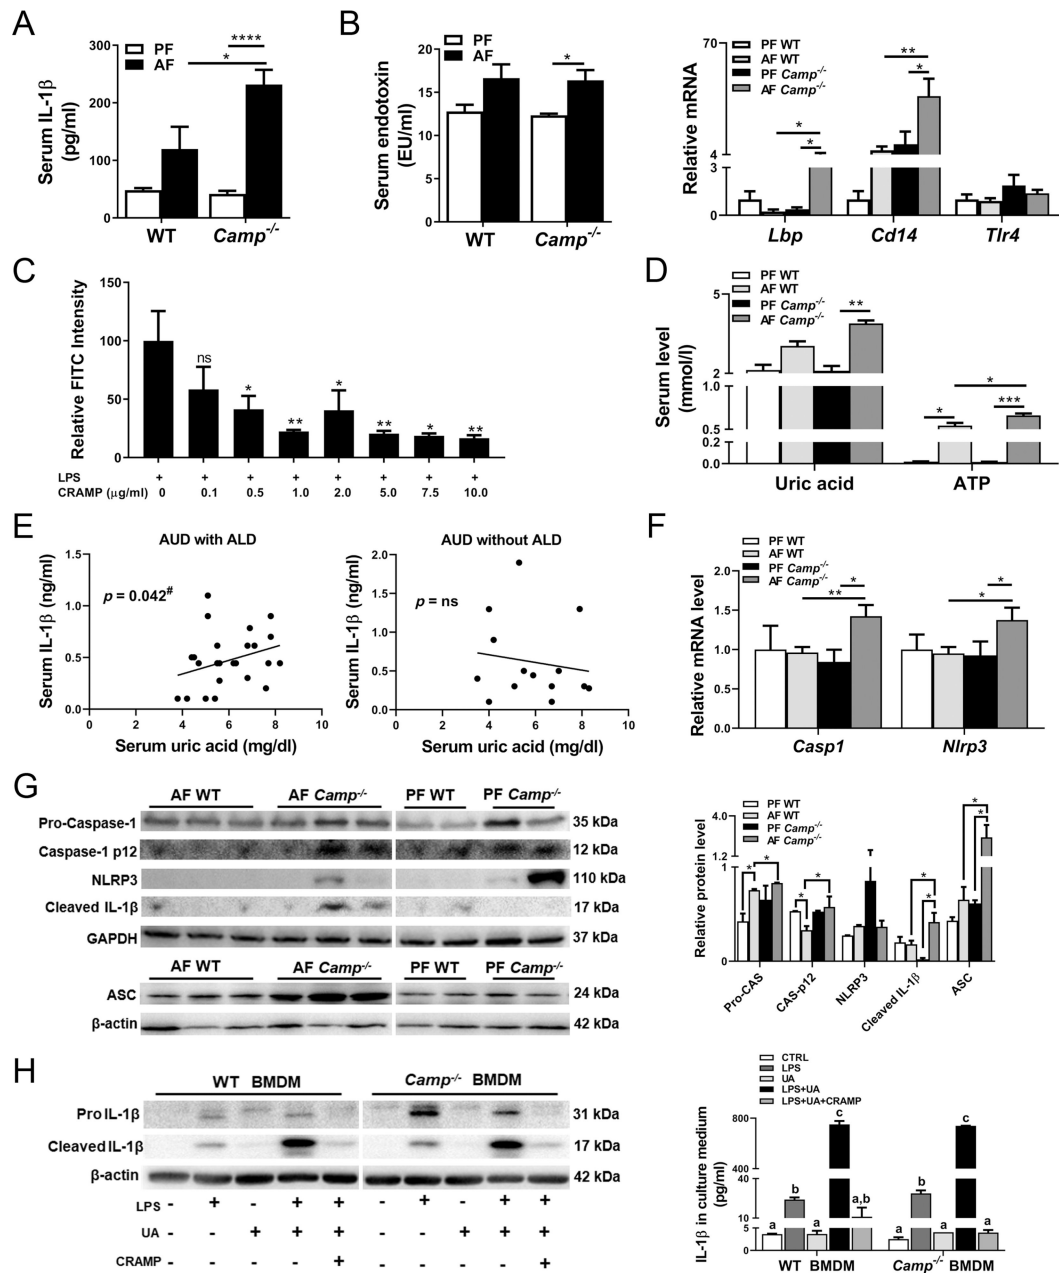 A
300
200
100
50
0
Serum IL-1β
(pg/ml)
PF
AF
****
*
WT
Camp-/-
B
20
15
10
5
0
Serum endotoxin
(EU/ml)
PF
AF
*
WT
Camp-/-
70
4
3
0
Relative mRNA
PF WT
AF WT
PF Camp-/-
AF Camp-/-
*
*
**
*
Lbp
Cd14
Tlr4
C
150
100
50
0
Relative FITC Intensity
ns
*
**
*
**
*
**
LPS + + + + + + + +
CRAMP (μg/ml) 0 0.1 0.5 1.0 2.0 5.0 7.5 10.0
D
PF WT
AF WT
PF Camp-/-
AF Camp-/-
5
2
1.0
0.5
0.2
0.0
Serum level
(mmol/l)
**
*
*
***
Uric acid
ATP
E
AUD with ALD
1.5
1.0
0.5
0.0
Serum IL-1β (ng/ml)
p = 0.042#
0 2 4 6 8 10
Serum uric acid (mg/dl)
AUD without ALD
2.0
1.5
1.0
0.5
0.0
Serum IL-1β (ng/ml)
p = ns
0 2 4 6 8 10
Serum uric acid (mg/dl)
F
PF WT
AF WT
PF Camp-/-
AF Camp-/-
2.0
1.5
1.0
0.5
0.0
Relative mRNA level
*
**
*
*
Casp1
Nlrp3
G
AF WT AF Camp-/- PF WT PF Camp-/-
Pro-Caspase-1 35 kDa
Caspase-1 p12 12 kDa
NLRP3 110 kDa
Cleaved IL-1β 17 kDa
GAPDH 37 kDa
AF WT AF Camp-/- PF WT PF Camp-/-
ASC 24 kDa
β-actin 42 kDa
PF WT
AF WT
PF Camp-/-
AF Camp-/-
4.0
1.2
1
0
Relative protein level
* *
* *
*
*
*
*
Pro-CAS
CAS-p12
NLRP3
Cleaved IL-1β
ASC
H
WT BMDM Camp-/- BMDM
Pro IL-1β 31 kDa
Cleaved IL-1β 17 kDa
β-actin 42 kDa
LPS - + - + + - + - + +
UA - - + + + - - + + +
CRAMP - - - - + - - - - +
CTRL
LPS
UA
LPS+UA
LPS+UA+CRAMP
800
400
40
10
5
0
IL-1β in culture medium
(pg/ml)
a b a c a,b
a b a c a
WT BMDM
Camp-/- BMDM